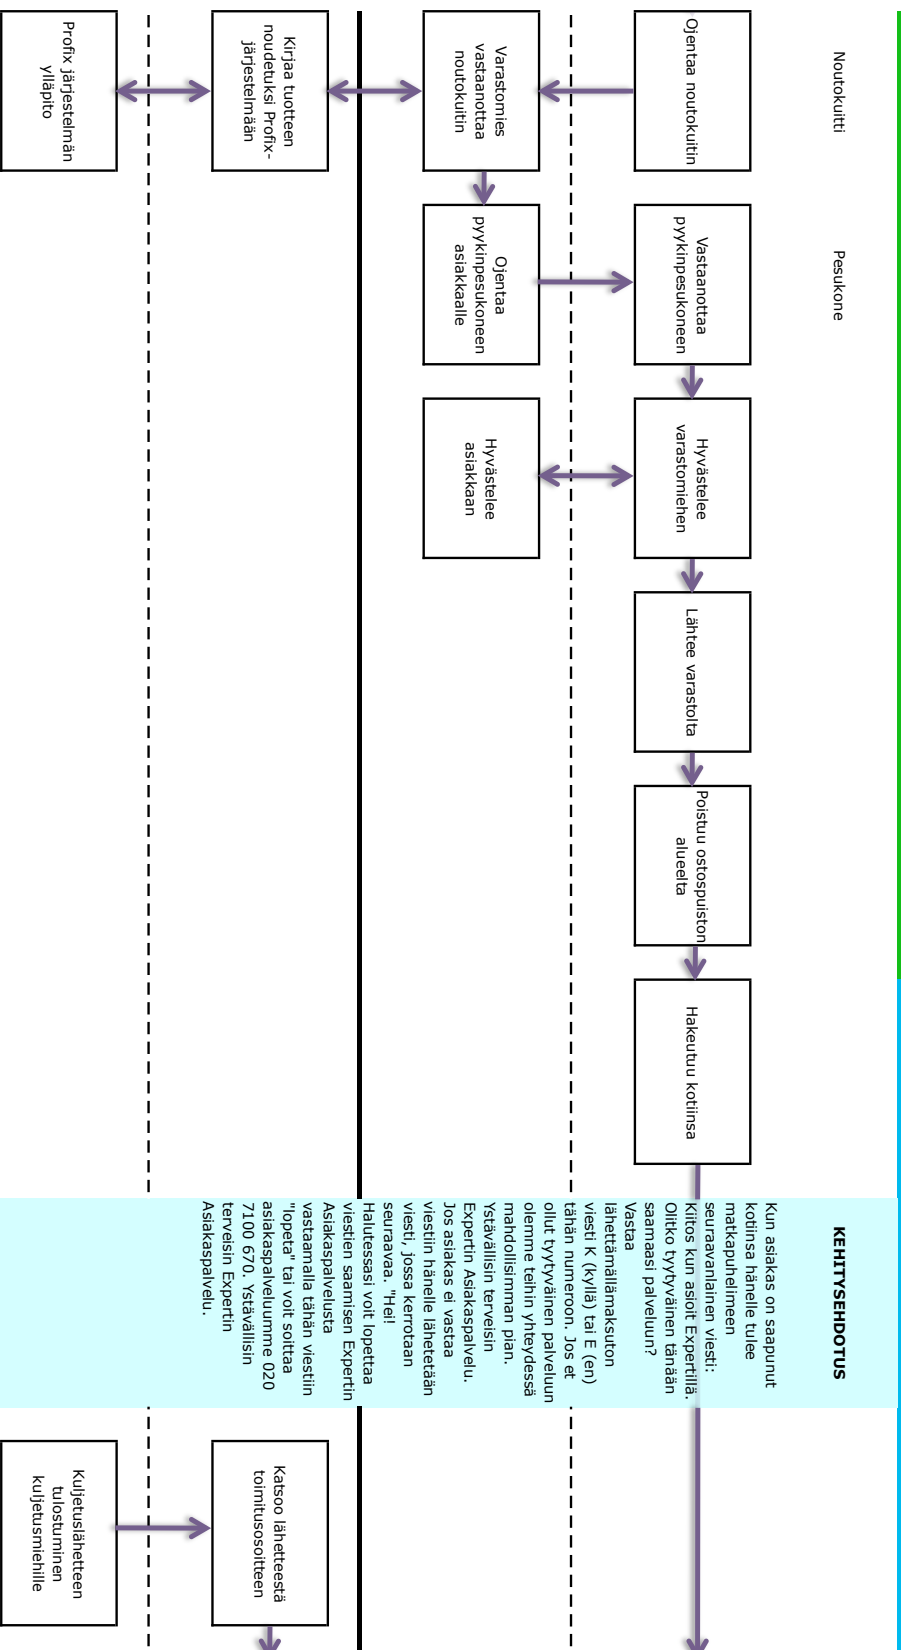 Noutokuitti
Pesukone
KEHITYSEHDOTUS
Ojentaa noutokuitin
Vastaanottaa
pyykinpesukoneen
Hyvästelee
varastomiehen
Lähtee varastolta
Poistuu ostospuiston
alueelta
Hakeutuu kotiinsa
Kun asiakas on saapunut
kotiinsa hänelle tulee
matkapuhelimeen
seuraavanlainen viesti:
Kiitos kun asioit Expertillä.
Olitko tyytyväinen tänään
saamaasi palveluun?
Vastaa
lähettämällämaksuton
viesti K (kyllä) tai E (en)
tähän numeroon. Jos et
ollut tyytyväinen palveluun
olemme teihin yhteydessä
mahdollisimman pian.
Ystävällisin terveisin
Expertin Asiakaspalvelu.
Jos asiakas ei vastaa
viestiin hänelle lähetetään
viesti, jossa kerrotaan
seuraavaa. "Hei!
Halutessasi voit lopettaa
viestien saamisen Expertin
Asiakaspalvelusta
vastaamalla tähän viestiin
"lopeta" tai voit soittaa
asiakaspalveluumme 020
7100 670. Ystävällisin
terveisin Expertin
Asiakaspalvelu.
Varastomies
vastaanottaa
noutokuitin
Ojentaa
pyykinpesukoneen
asiakkaalle
Hyvästelee
asiakkaan
Kirjaa tuotteen
noudetuksi Profix-
järjestelmään
Katsoo lähetteestä
toimitusosoitteen
Profix järjestelmän
ylläpito
Kuljetuslähetteen
tulostuminen
kuljetusmiehille